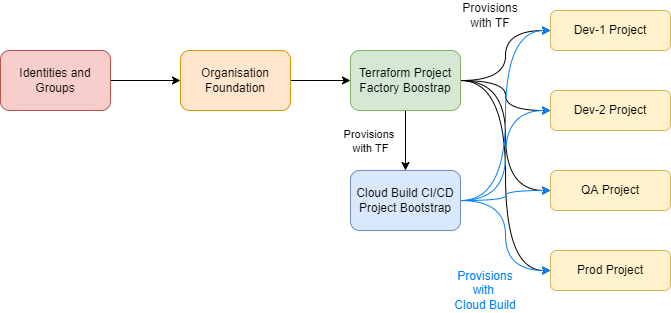 Provisions
with TF
Dev-1 Project
Identities and
Groups
Organisation
Foundation
Terraform Project
Factory Boostrap
Dev-2 Project
Provisions
with TF
Cloud Build CI/CD
Project Bootstrap
QA Project
Prod Project
Provisions
with
Cloud Build